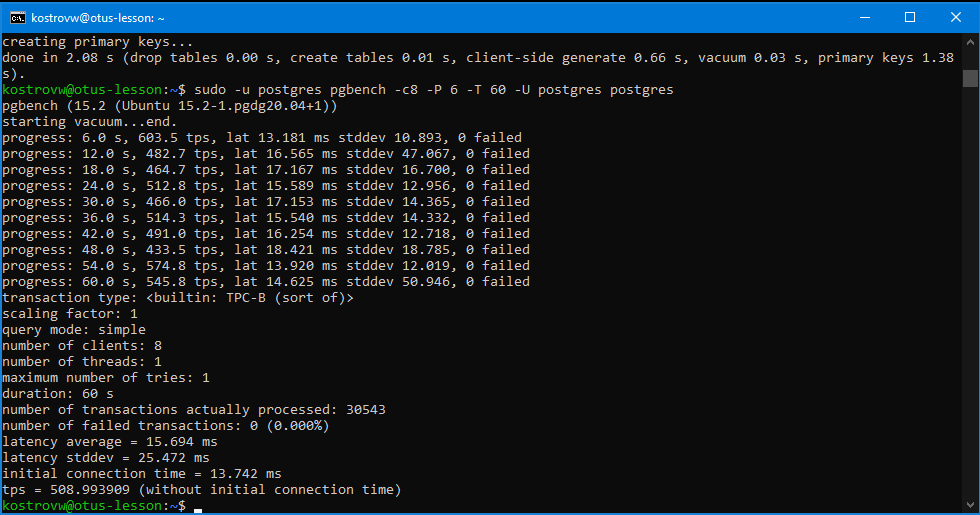 kostrovw@otus-lesson: ~
creating primary keys...
done in 2.08 s (drop tables 0.00 s, create tables 0.01 s, client-side generate 0.66 s, vacuum 0.03 s, primary keys 1.38
s).
kostrovw@otus-lesson:~$ sudo -u postgres pgbench -c8 -P 6 -T 60 -U postgres postgres
pgbench (15.2 (Ubuntu 15.2-1.pgdg20.04+1))
starting vacuum...end.
progress: 6.0 s, 603.5 tps, lat 13.181 ms stddev 10.893, 0 failed
progress: 12.0 s, 482.7 tps, lat 16.565 ms stddev 47.067, 0 failed
progress: 18.0 s, 464.7 tps, lat 17.167 ms stddev 16.700, 0 failed
progress: 24.0 s, 512.8 tps, lat 15.589 ms stddev 12.956, 0 failed
progress: 30.0 s, 466.0 tps, lat 17.153 ms stddev 14.365, 0 failed
progress: 36.0 s, 514.3 tps, lat 15.540 ms stddev 14.332, 0 failed
progress: 42.0 s, 491.0 tps, lat 16.254 ms stddev 12.718, 0 failed
progress: 48.0 s, 433.5 tps, lat 18.421 ms stddev 18.785, 0 failed
progress: 54.0 s, 574.8 tps, lat 13.920 ms stddev 12.019, 0 failed
progress: 60.0 s, 545.8 tps, lat 14.625 ms stddev 50.946, 0 failed
transaction type: <builtin: TPC-B (sort of)>
scaling factor: 1
query mode: simple
number of clients: 8
number of threads: 1
maximum number of tries: 1
duration: 60 s
number of transactions actually processed: 30543
number of failed transactions: 0 (0.000%)
latency average = 15.694 ms
latency stddev = 25.472 ms
initial connection time = 13.742 ms
tps = 508.993909 (without initial connection time)
kostrovw@otus-lesson:~$